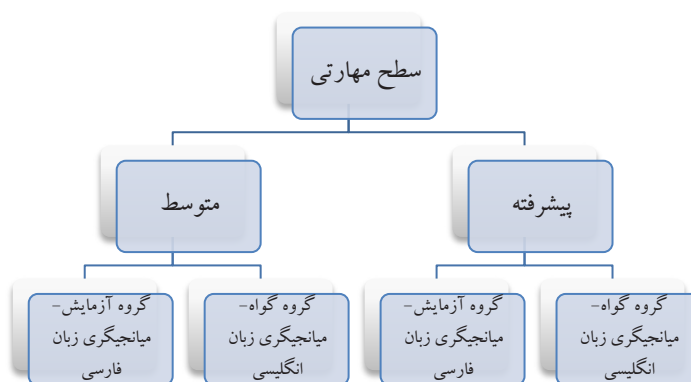 سطح مهارتی
پیشرفته
متوسط
گروه گواه-
میانجیگری زبان
انگلیسی
گروه آزمایش-
میانجیگری زبان
فارسی
گروه گواه-
میانجیگری زبان
انگلیسی
گروه آزمایش-
میانجیگری زبان
فارسی